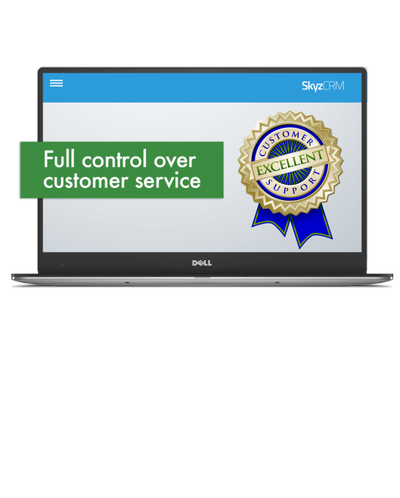 SkyzCRM
Full control over
customer service
CUSTOMER
EXCELLENT
SUPPORT
DELL